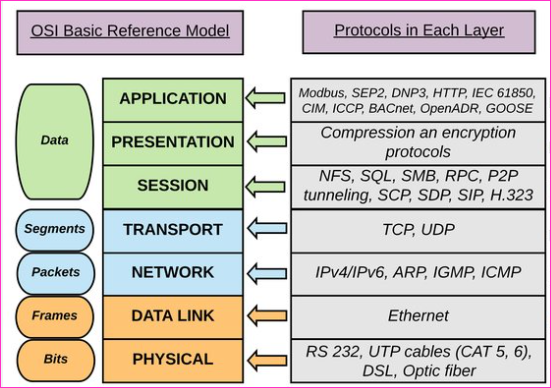 OSI Basic Reference Model
Protocols in Each Layer
Data
APPLICATION
Modbus, SEP2, DNP3, HTTP, IEC 61850,
CIM, ICCP, BACnet, OpenADR, GOOSE
PRESENTATION
Compression an encryption
protocols
SESSION
NFS, SQL, SMB, RPC, P2P
tunneling, SCP, SDP, SIP, H.323
Segments
TRANSPORT
TCP, UDP
Packets
NETWORK
IPv4/IPv6, ARP, IGMP, ICMP
Frames
DATA LINK
Ethernet
Bits
PHYSICAL
RS 232, UTP cables (CAT 5, 6),
DSL, Optic fiber